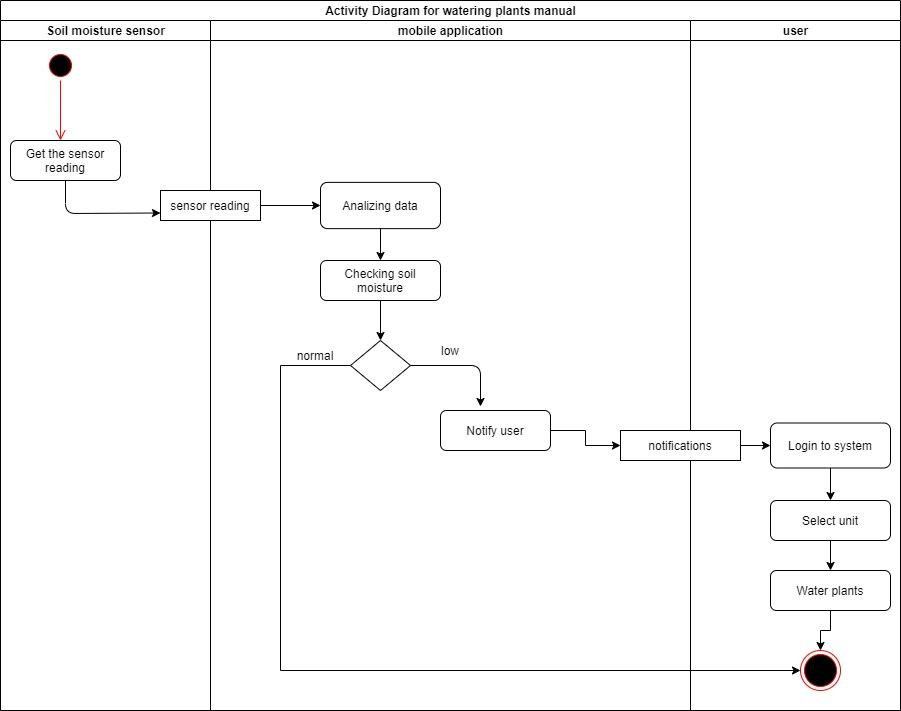 Activity Diagram for watering plants manual
Soil moisture sensor
mobile application
user
Get the sensor
reading
sensor reading
Analizing data
Checking soil
moisture
normal
low
Notify user
notifications
Login to system
Select unit
Water plants